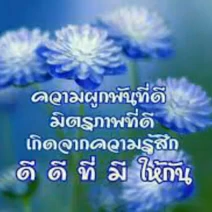 ความผูกพันที่ดี
มิตรภาพที่ดี
เกิดจากความรู้สึก
ดี ดี ที่ มี ให้กัน